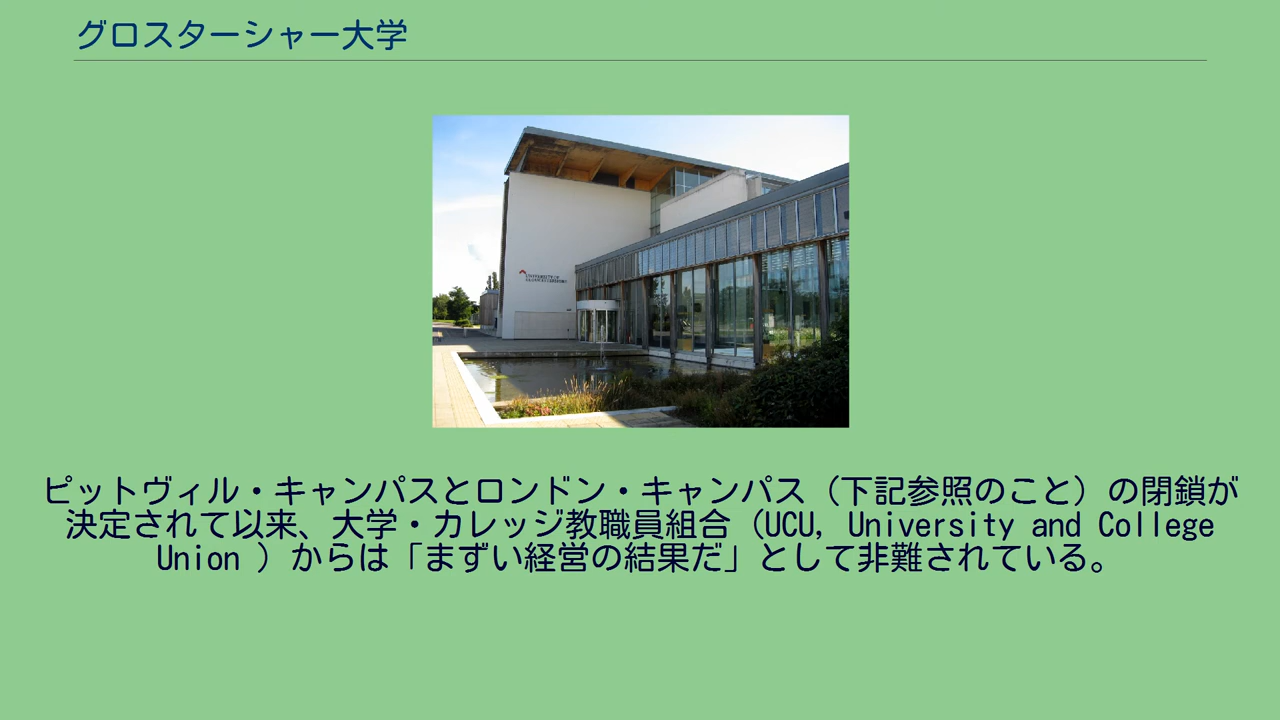 グロスターシャー大学
UNIVERSITY OF
GLOUCESTERSHIRE
ピットヴィル・キャンパスとロンドン・キャンパス（下記参照のこと）の閉鎖が
決定されて以来、大学・カレッジ教職員組合（UCU, University and College
Union ）からは「まずい経営の結果だ」として非難されている。